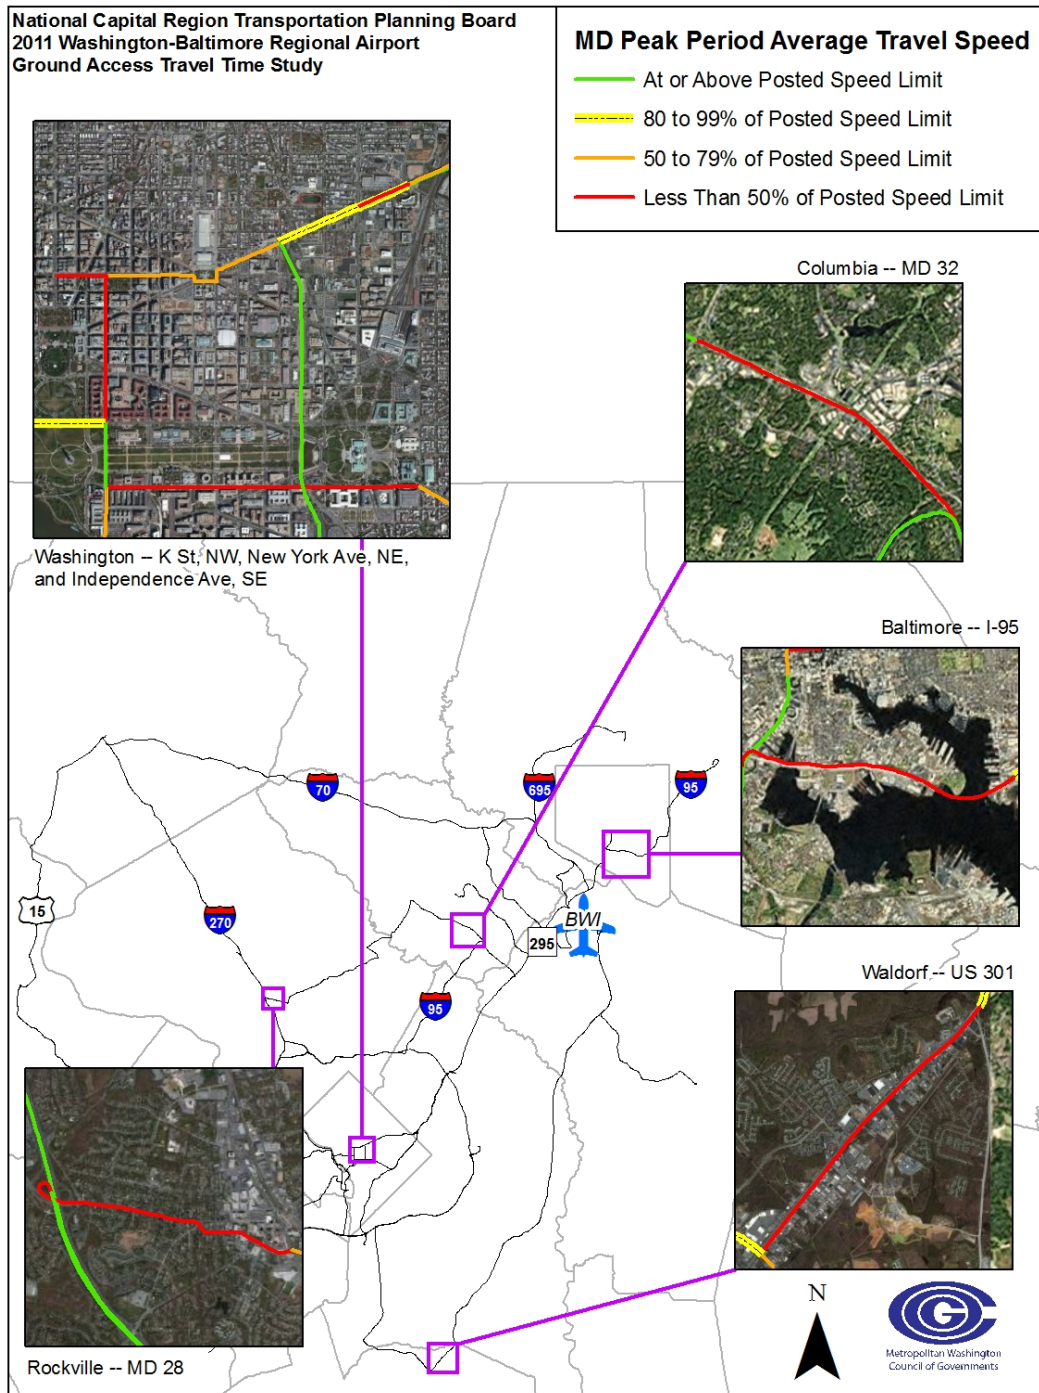 National Capital Region Transportation Planning Board
2011 Washington-Baltimore Regional Airport
Ground Access Travel Time Study
MD Peak Period Average Travel Speed
At or Above Posted Speed Limit
80 to 99% of Posted Speed Limit
50 to 79% of Posted Speed Limit
Less Than 50% of Posted Speed Limit
Columbia -- MD 32
Washington -- K St, NW, New York Ave, NE,
and Independence Ave, SE
Baltimore -- I-95
70
695
95
15
270
BWI
295
95
Waldorf -- US 301
Rockville -- MD 28
N
Metropolitan Washington
Council of Governments